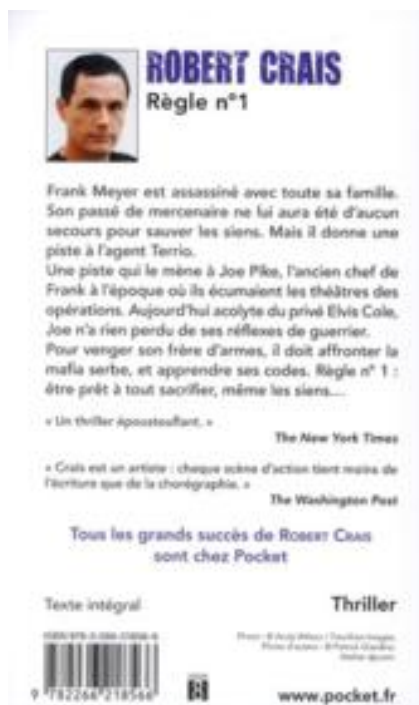 ROBERT CRAIS
Règle n°1
Frank Meyer est assassiné avec toute sa famille.
Son passé de mercenaire ne lui aura été d'aucun
secours pour sauver les siens. Mais il donne une
piste à l'agent Terrio.
Une piste qui le mène à Joe Pike, l'ancien chef de
Frank à l'époque où ils écumaient les théâtres des
opérations. Aujourd'hui acolyte du privé Elvis Cole,
Joe n'a rien perdu de ses réflexes de guerrier.
Pour venger son frère d'armes, il doit affronter la
mafia serbe, et apprendre ses codes. Règle n° 1 :
être prêt à tout sacrifier, même les siens...
« Un thriller époustouflant. »
The New York Times
« Crais est un artiste : chaque scène d'action tient moins de
l'écriture que de la chorégraphie. »
The Washington Post
Tous les grands succès de ROBERT CRAIS
sont chez Pocket
Texte intégral
Thriller
9 782266 218566
www.pocket.fr